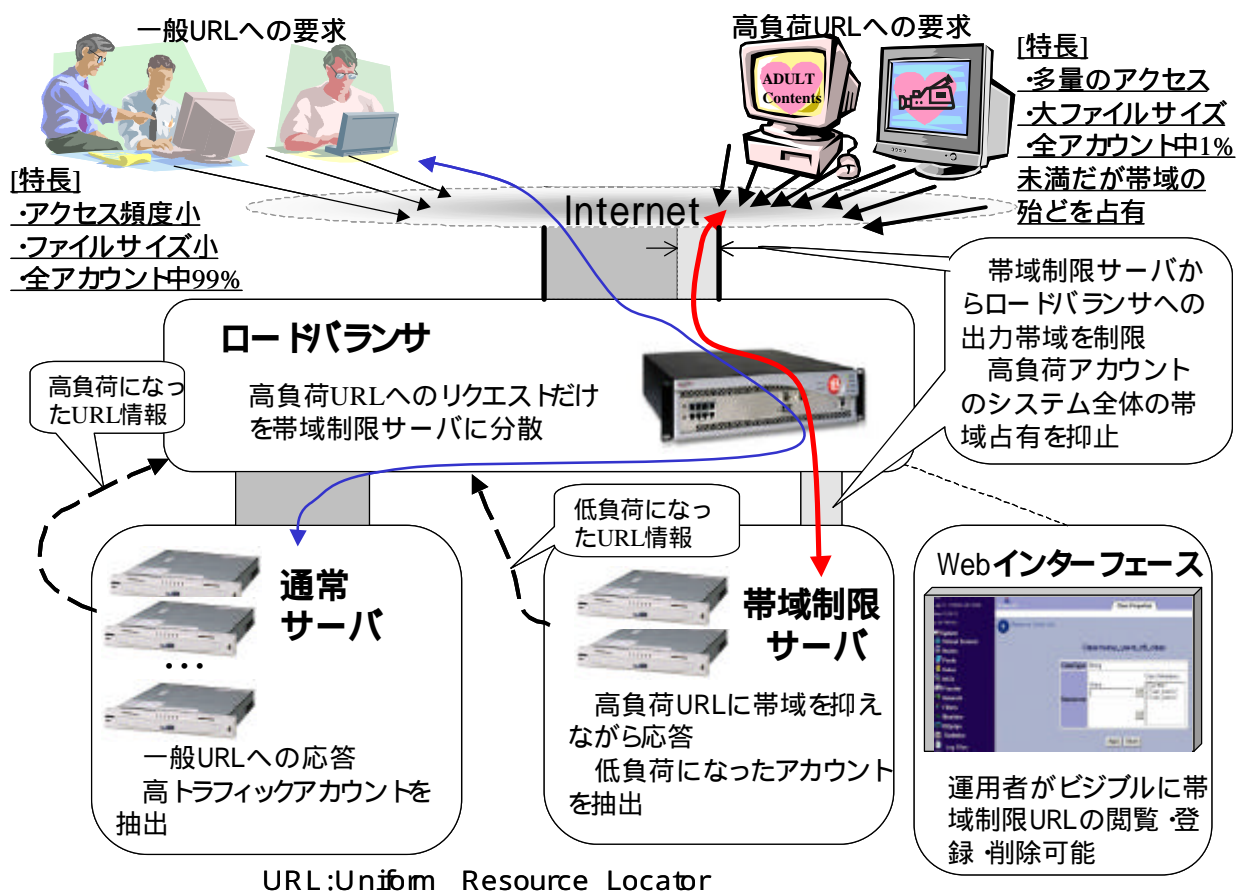 一般URLへの要求
高負荷URLへの要求
ADULT
Contents
[特長]
・多量のアクセス
・大ファイルサイズ
・全アカウント中1%
未満だが帯域の
殆どを占有
[特長]
・アクセス頻度小
・ファイルサイズ小
・全アカウント中99%
Internet
帯域制限サーバか
らロードバランサへの
出力帯域を制限
高負荷アカウント
のシステム全体の帯
域占有を抑止
ロードバランサ
高負荷URLへのリクエストだけ
を帯域制限サーバに分散
高負荷になっ
たURL情報
低負荷になっ
たURL情報
通常
サーバ
・・・
一般URLへの応答
高トラフィックアカウントを
抽出
帯域制限
サーバ
高負荷URLに帯域を抑え
ながら応答
低負荷になったアカウント
を抽出
Webインターフェース
運用者がビジブルに帯
域制限URLの閲覧・登
録・削除可能
URL:Uniform Resource Locator